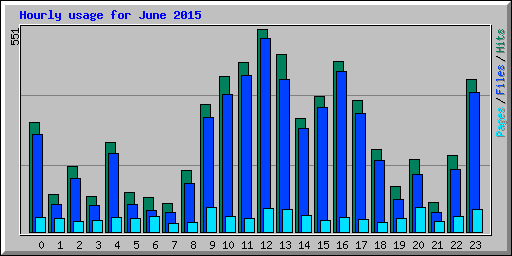 Hourly usage for June 2015
551
Pages/Files/Hits
0 1 2 3 4 5 6 7 8 9 10 11 12 13 14 15 16 17 18 19 20 21 22 23